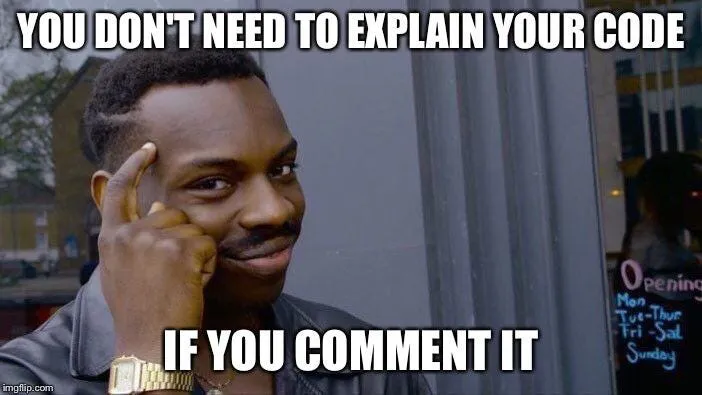 YOU DON'T NEED TO EXPLAIN YOUR CODE
Opening
Mon
Tue-Thur
Fri-Sat
Sunday
IF YOU COMMENT IT
imgflip.com